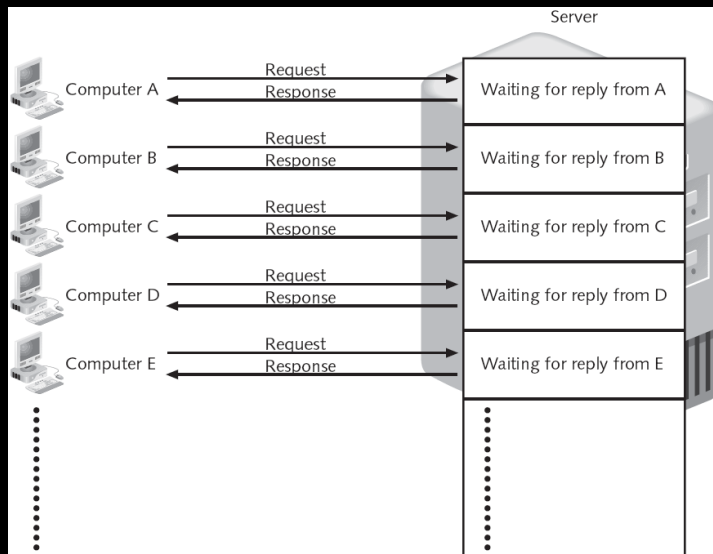 Server
Request
Computer A
Response
Waiting for reply from A
Request
Computer B
Response
Waiting for reply from B
Request
Computer C
Response
Waiting for reply from C
Request
Computer D
Response
Waiting for reply from D
Request
Computer E
Response
Waiting for reply from E